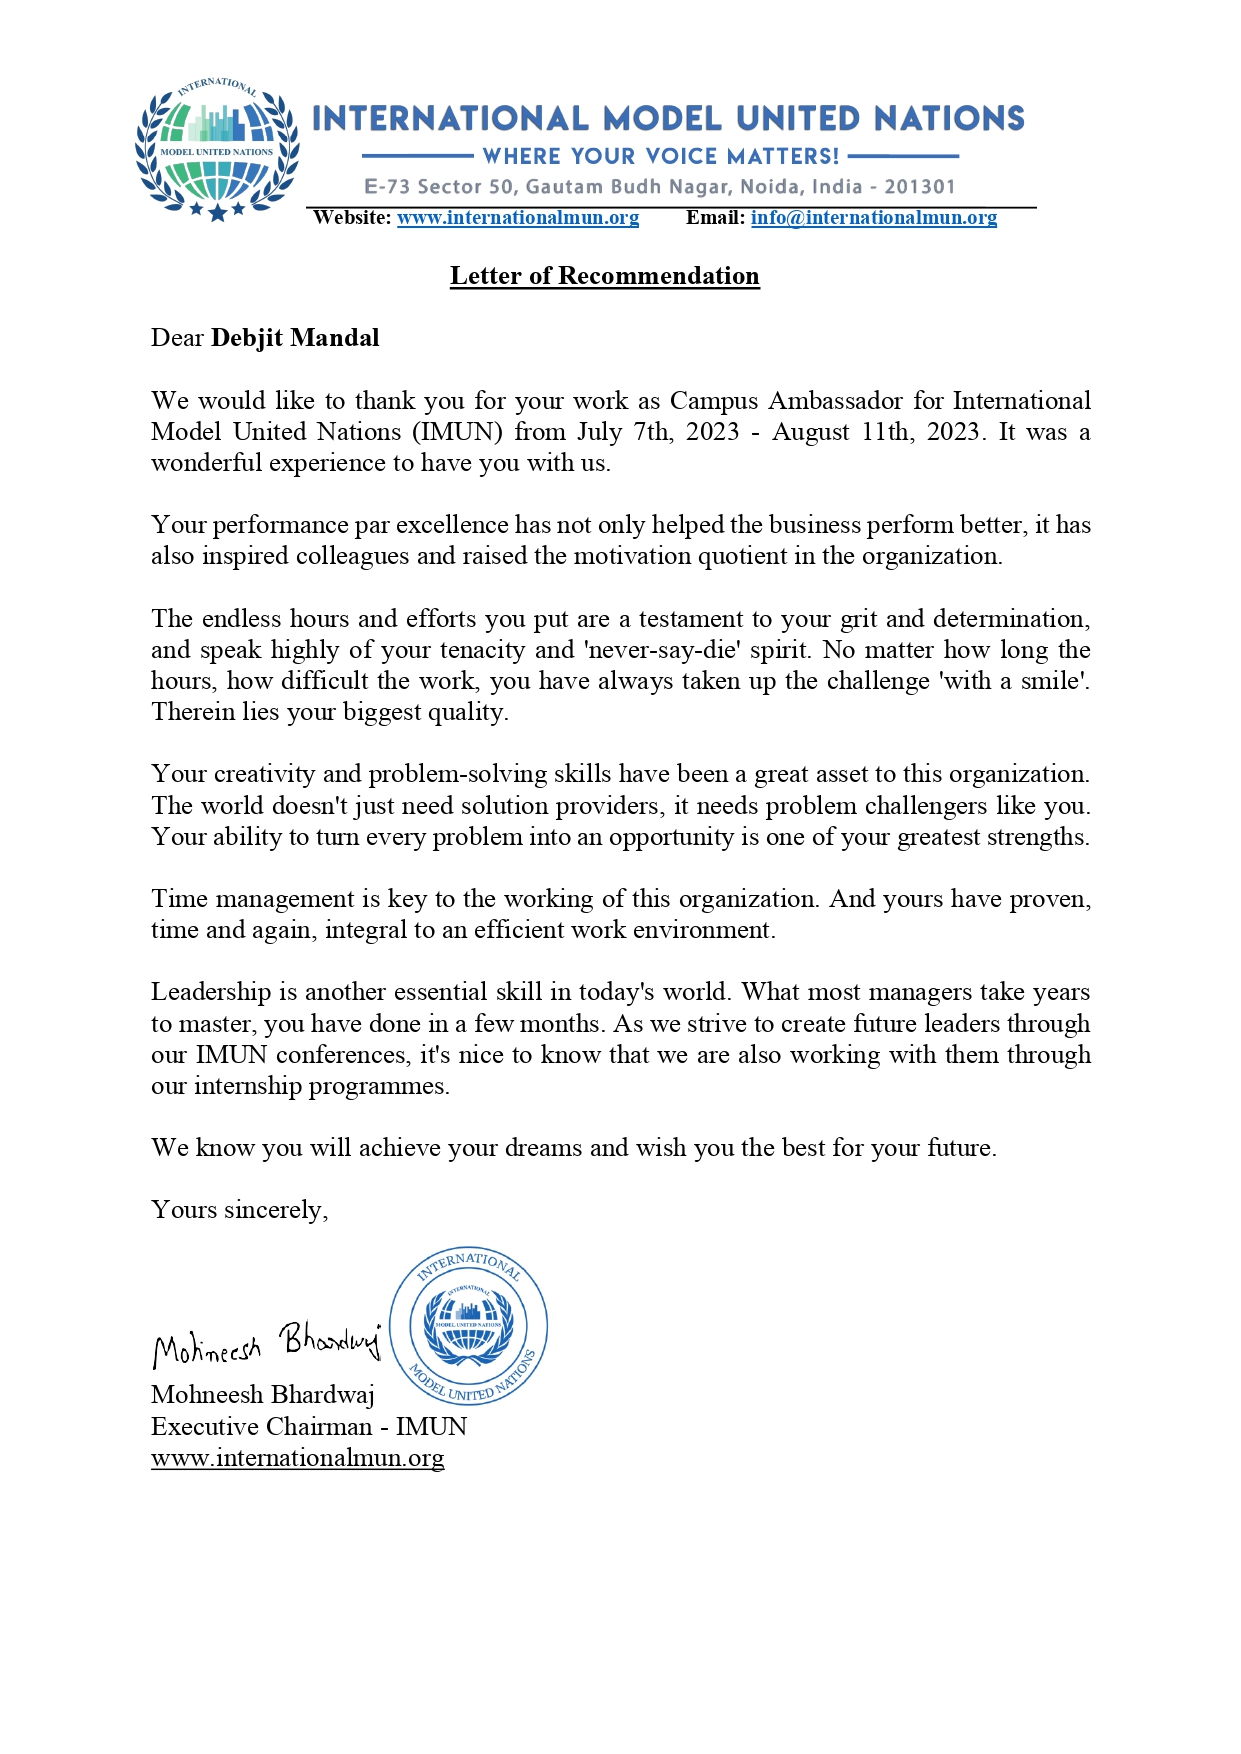 INTERNATIONAL
MODEL UNITED NATIONS
INTERNATIONAL MODEL UNITED NATIONS
WHERE YOUR VOICE MATTERS!
E-73 Sector 50, Gautam Budh Nagar, Noida, India - 201301
Website: www.internationalmun.org Email: info@internationalmun.org
Letter of Recommendation
Dear Debjit Mandal
We would like to thank you for your work as Campus Ambassador for International
Model United Nations (IMUN) from July 7th, 2023 - August 11th, 2023. It was a
wonderful experience to have you with us.
Your performance par excellence has not only helped the business perform better, it has
also inspired colleagues and raised the motivation quotient in the organization.
The endless hours and efforts you put are a testament to your grit and determination,
and speak highly of your tenacity and 'never-say-die' spirit. No matter how long the
hours, how difficult the work, you have always taken up the challenge 'with a smile'.
Therein lies your biggest quality.
Your creativity and problem-solving skills have been a great asset to this organization.
The world doesn't just need solution providers, it needs problem challengers like you.
Your ability to turn every problem into an opportunity is one of your greatest strengths.
Time management is key to the working of this organization. And yours have proven,
time and again, integral to an efficient work environment.
Leadership is another essential skill in today's world. What most managers take years
to master, you have done in a few months. As we strive to create future leaders through
our IMUN conferences, it's nice to know that we are also working with them through
our internship programmes.
We know you will achieve your dreams and wish you the best for your future.
Yours sincerely,
Mohneesh Bhardwaj
INTERNATIONAL
INTERNATIONAL
MODEL UNITED NATIONS
MODEL UNITED NATIONS
Mohneesh Bhardwaj
Executive Chairman - IMUN
www.internationalmun.org